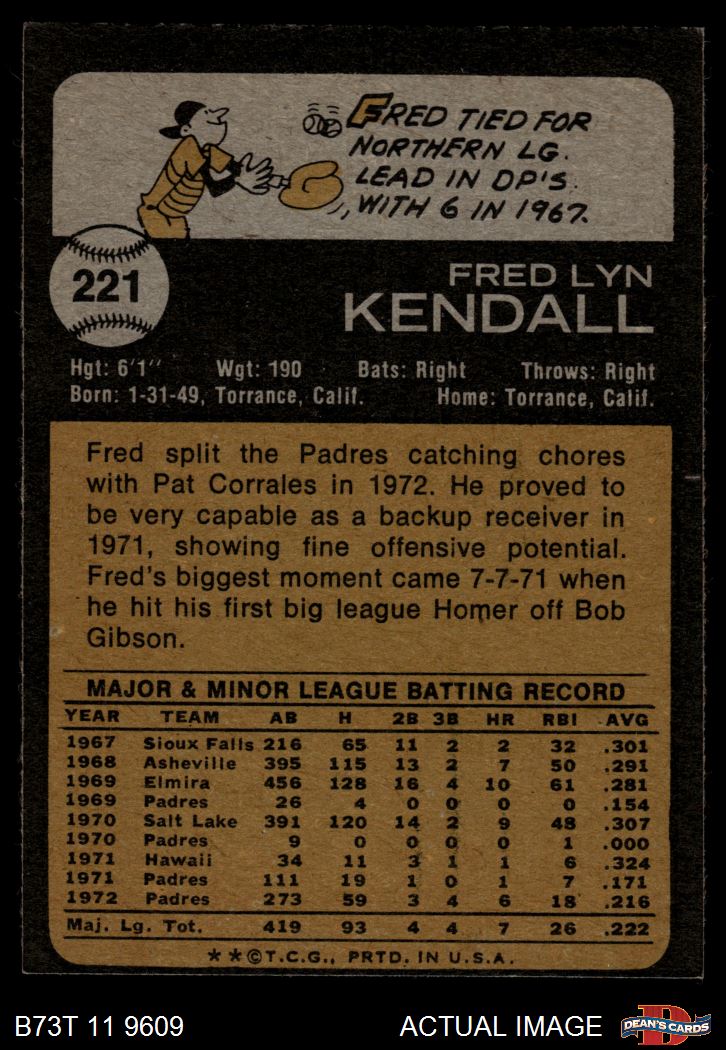 FRED TIED FOR
NORTHERN LG.
LEAD IN DP'S.
WITH 6 IN 1967.
221
FRED LYN
KENDALL
Hgt: 6'1" Wgt: 190 Bats: Right Throws: Right
Born: 1-31-49, Torrance, Calif. Home: Torrance, Calif.
Fred split the Padres catching chores
with Pat Corrales in 1972. He proved to
be very capable as a backup receiver in
1971, showing fine offensive potential.
Fred's biggest moment came 7-7-71 when
he hit his first big league Homer off Bob
Gibson.
MAJOR & MINOR LEAGUE BATTING RECORD
YEAR TEAM AB H 2B 3B HR RBI AVG
1967 Sioux Falls 216 65 11 2 2 32 .301
1968 Asheville 395 115 13 2 7 50 .291
1969 Elmira 456 128 16 4 10 61 .281
1969 Padres 26 4 0 0 0 0 .154
1970 Salt Lake 391 120 14 2 9 48 .307
1970 Padres 9 0 0 0 0 1 .000
1971 Hawaii 34 11 3 1 1 6 .324
1971 Padres 111 19 1 0 1 7 .171
1972 Padres 273 59 3 4 6 18 .216
Maj. Lg. Tot. 419 93 4 4 7 26 .222
**©T.C.G., PRTD. IN U.S.A.
B73T 11 9609 ACTUAL IMAGE
DEAN'S CARDS